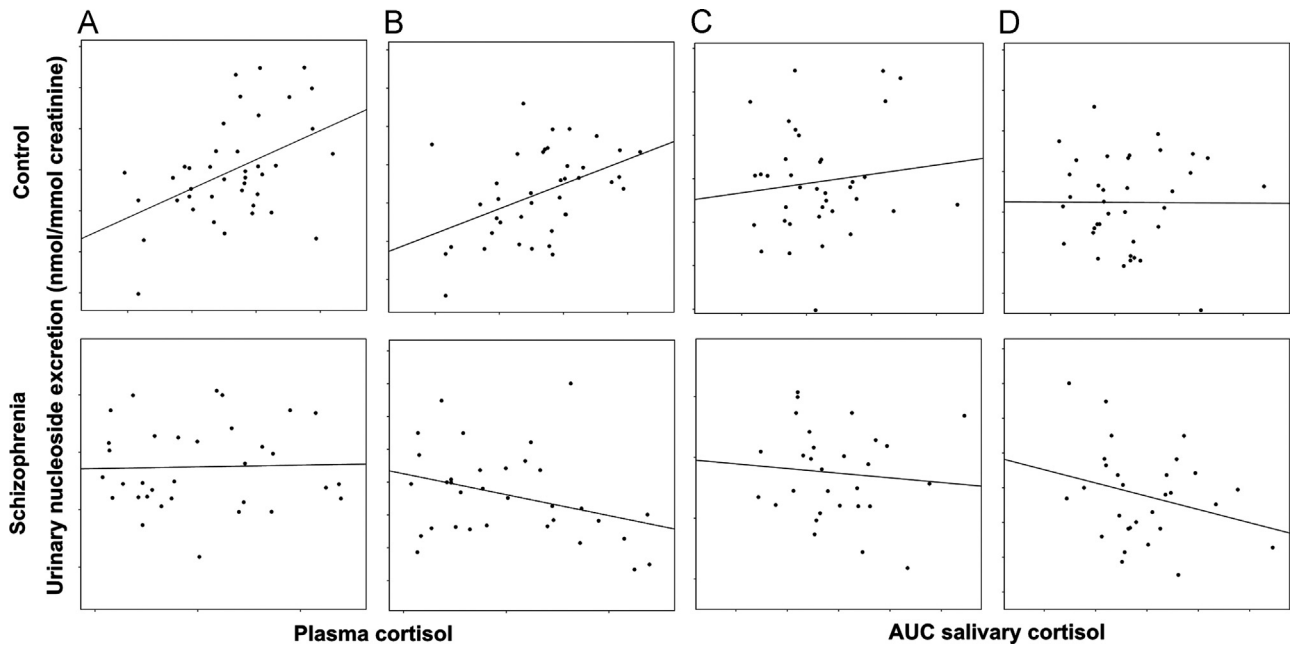 A
B
C
D
Control
Schizophrenia
Urinary nucleoside excretion (nmol/mmol creatinine)
Plasma cortisol
AUC salivary cortisol